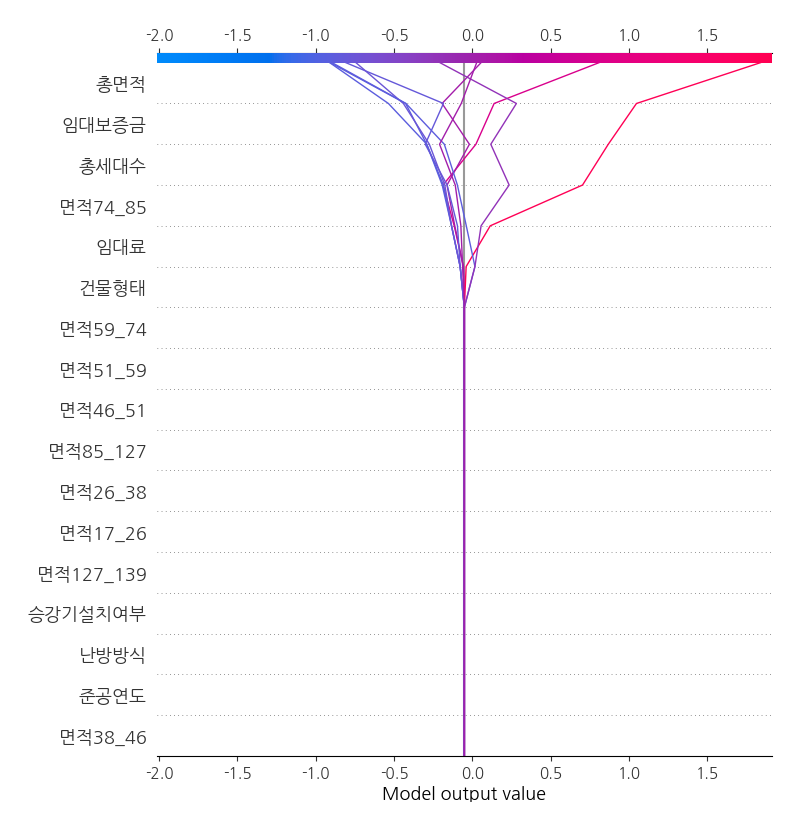 -2.0 -1.5 -1.0 -0.5 0.0 0.5 1.0 1.5
총면적
임대보증금
총세대수
면적74_85
임대료
건물형태
면적59_74
면적51_59
면적46_51
면적85_127
면적26_38
면적17_26
면적127_139
승강기설치여부
난방방식
준공연도
면적38_46
-2.0 -1.5 -1.0 -0.5 0.0 0.5 1.0 1.5
Model output value